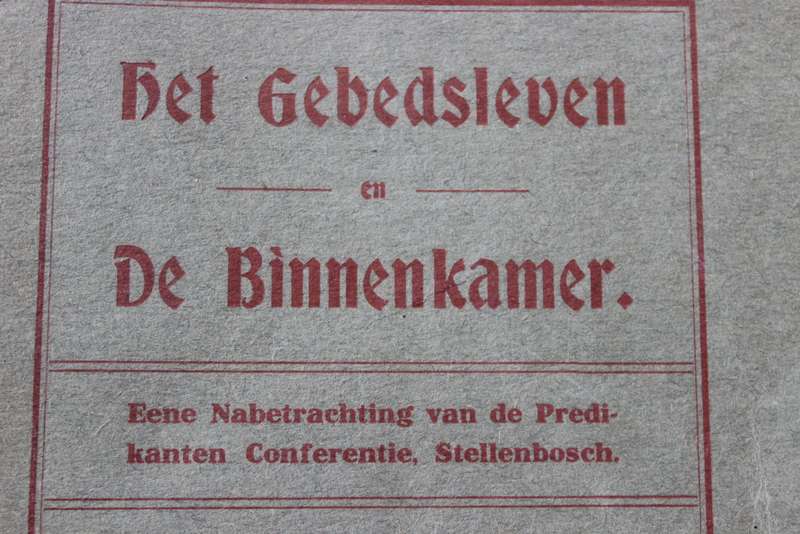 Het Gebedsleven
en
De Binnenkamer.
Eene Nabetrachting van de Predi-
kanten Conferentie, Stellenbosch.